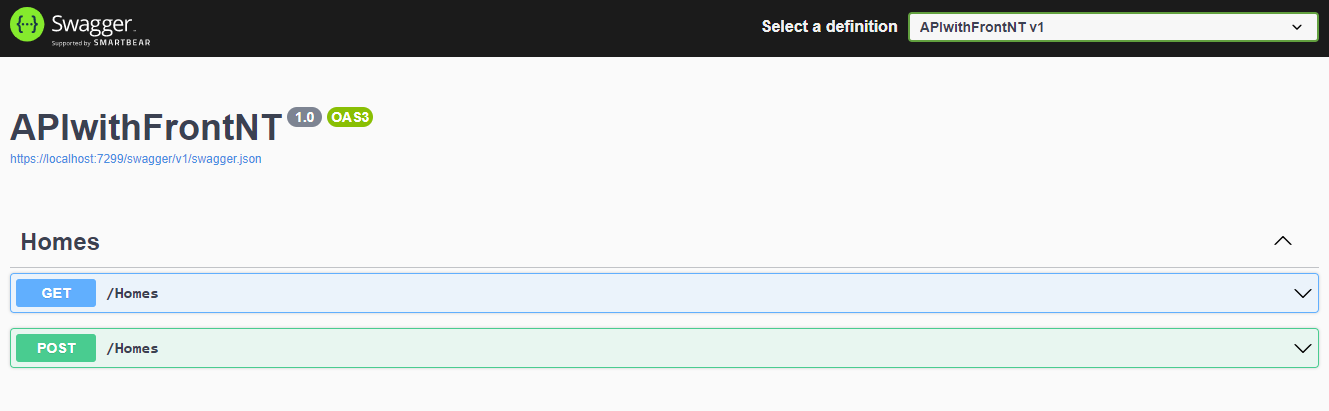 Swagger
Supported by SMARTBEAR
Select a definition
APIwithFrontNT v1
APIwithFrontNT 1.0 OAS3
https://localhost:7299/swagger/v1/swagger.json
Homes
GET /Homes
POST /Homes